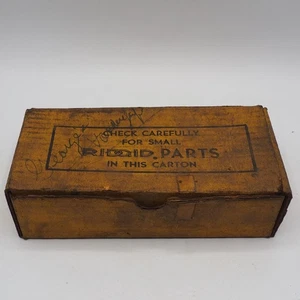 CHECK CAREFULLY
FOR SMALL
RIDGID PARTS
IN THIS CARTON